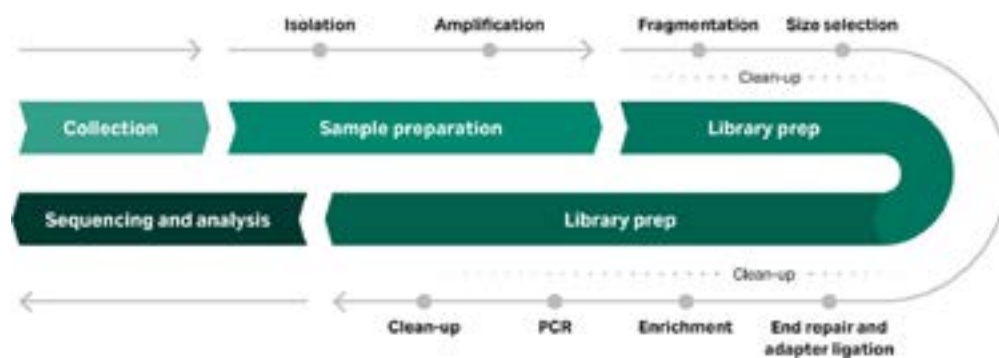 Isolation
Amplification
Fragmentation
Size selection
Clean-up
Collection
Sample preparation
Library prep
Sequencing and analysis
Library prep
Clean-up
Clean-up
PCR
Enrichment
End repair and
adapter ligation